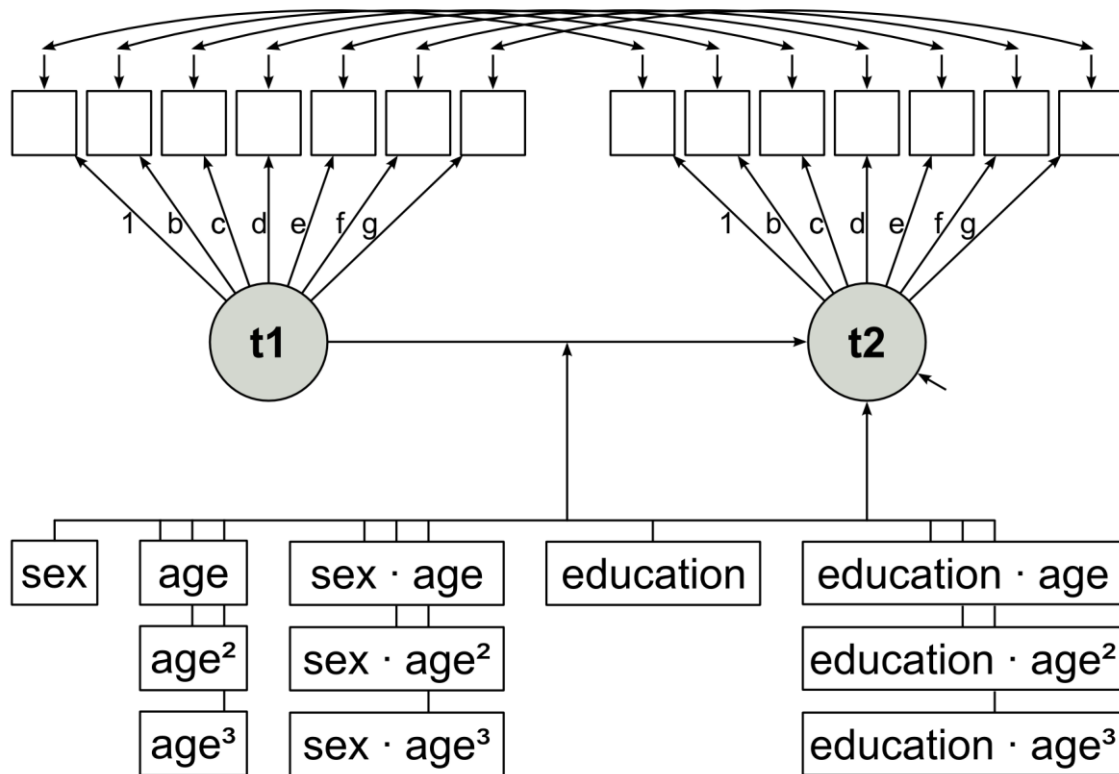 1 b c d e f g 1 b c d e f g
t1 t2
sex age sex · age education education · age
age² sex · age² education · age²
age³ sex · age³ education · age³